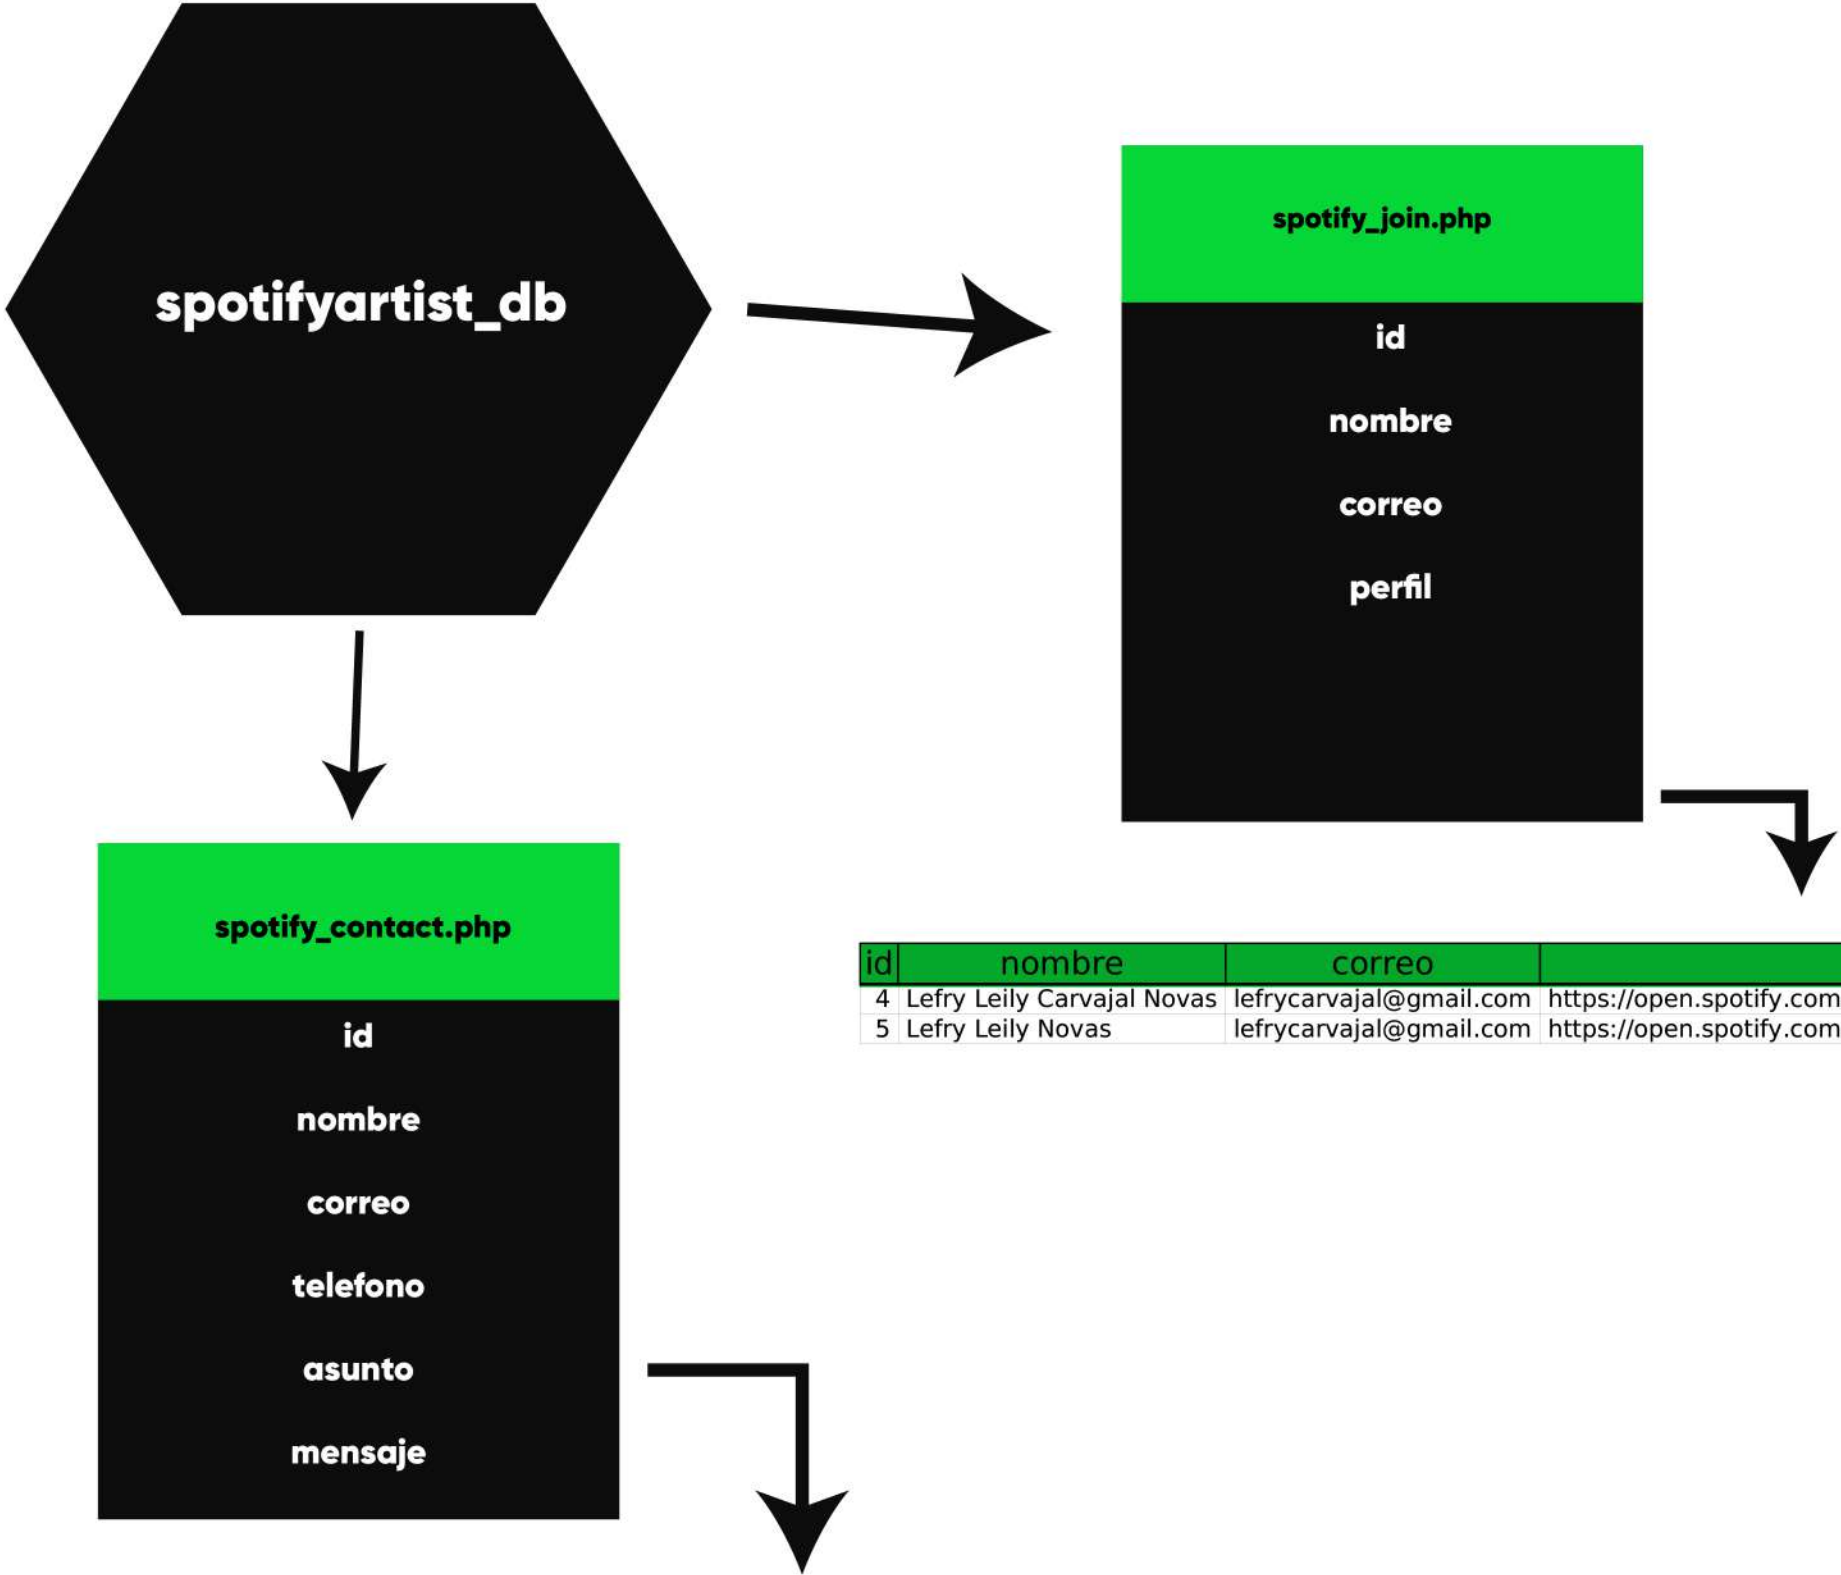 spotifyartist_db
spotify_join.php
id
nombre
correo
perfil
spotify_contact.php
id
nombre
correo
telefono
asunto
mensaje
id nombre correo
4 Lefry Leily Carvajal Novas lefrycarvajal@gmail.com https://open.spotify.com
5 Lefry Leily Novas lefrycarvajal@gmail.com https://open.spotify.com